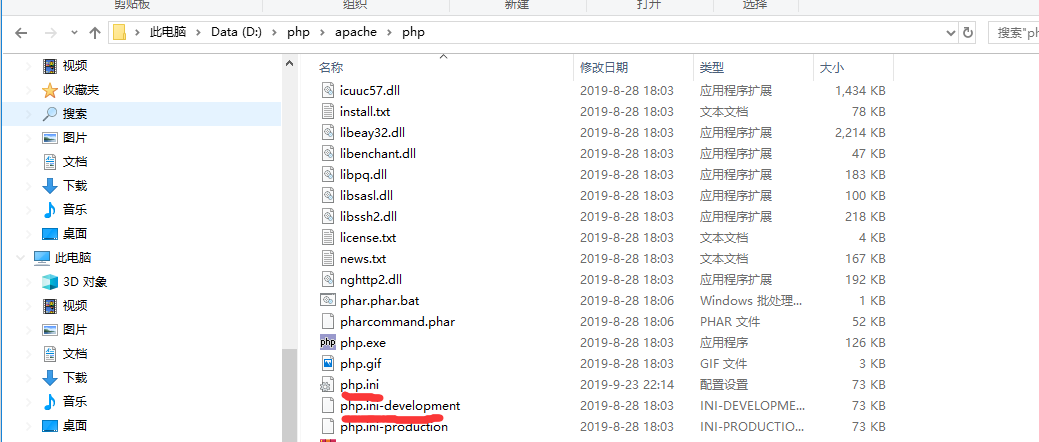 剪贴板 组织 新建 打开 选择
此电脑 > Data (D:) > php > apache > php 搜索"ph
视频
收藏夹
搜索
图片
文档
下载
音乐
桌面
此电脑
3D 对象
视频
图片
文档
下载
音乐
桌面
名称 修改日期 类型 大小
icuuc57.dll 2019-8-28 18:03 应用程序扩展 1,434 KB
install.txt 2019-8-28 18:03 文本文档 78 KB
libeay32.dll 2019-8-28 18:03 应用程序扩展 2,214 KB
libenchant.dll 2019-8-28 18:03 应用程序扩展 47 KB
libpq.dll 2019-8-28 18:03 应用程序扩展 183 KB
libsasl.dll 2019-8-28 18:03 应用程序扩展 100 KB
libssh2.dll 2019-8-28 18:03 应用程序扩展 218 KB
license.txt 2019-8-28 18:03 文本文档 4 KB
news.txt 2019-8-28 18:03 文本文档 167 KB
nghttp2.dll 2019-8-28 18:03 应用程序扩展 192 KB
phar.phar.bat 2019-8-28 18:06 Windows 批处理... 1 KB
pharcommand.phar 2019-8-28 18:06 PHAR 文件 52 KB
php php.exe 2019-8-28 18:03 应用程序 126 KB
php.gif 2019-8-28 18:03 GIF 文件 3 KB
php.ini 2019-9-23 22:14 配置设置 73 KB
php.ini-development 2019-8-28 18:03 INI-DEVELOPME... 73 KB
php.ini-production 2019-8-28 18:03 INI-PRODUCTIO... 73 KB